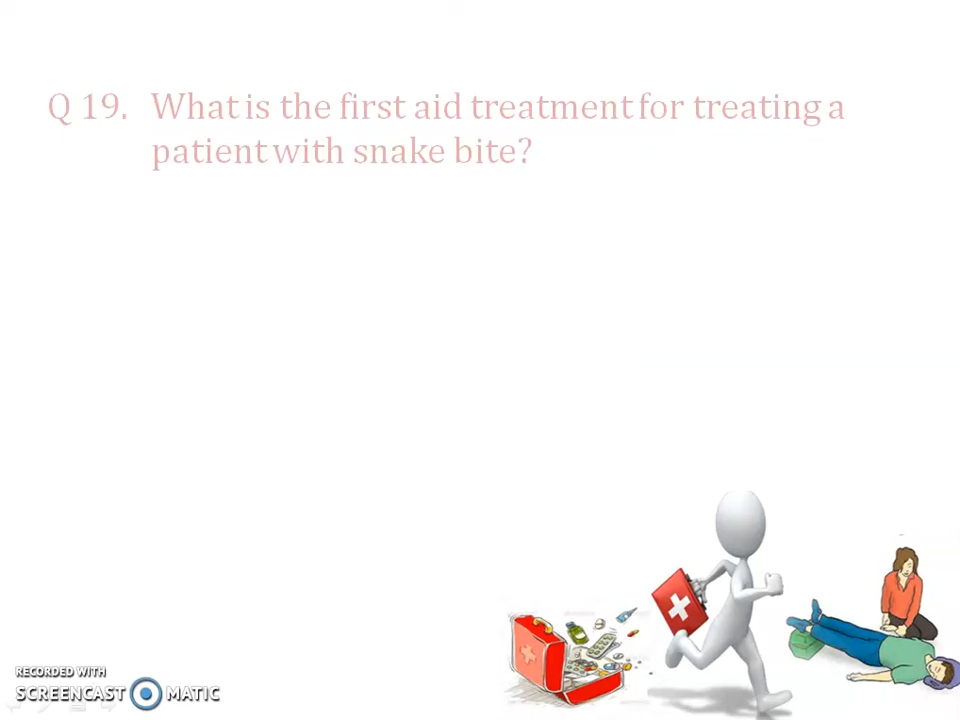 Q 19. What is the first aid treatment for treating a
patient with snake bite?
RECORDED WITH
SCREENCAST MATIC